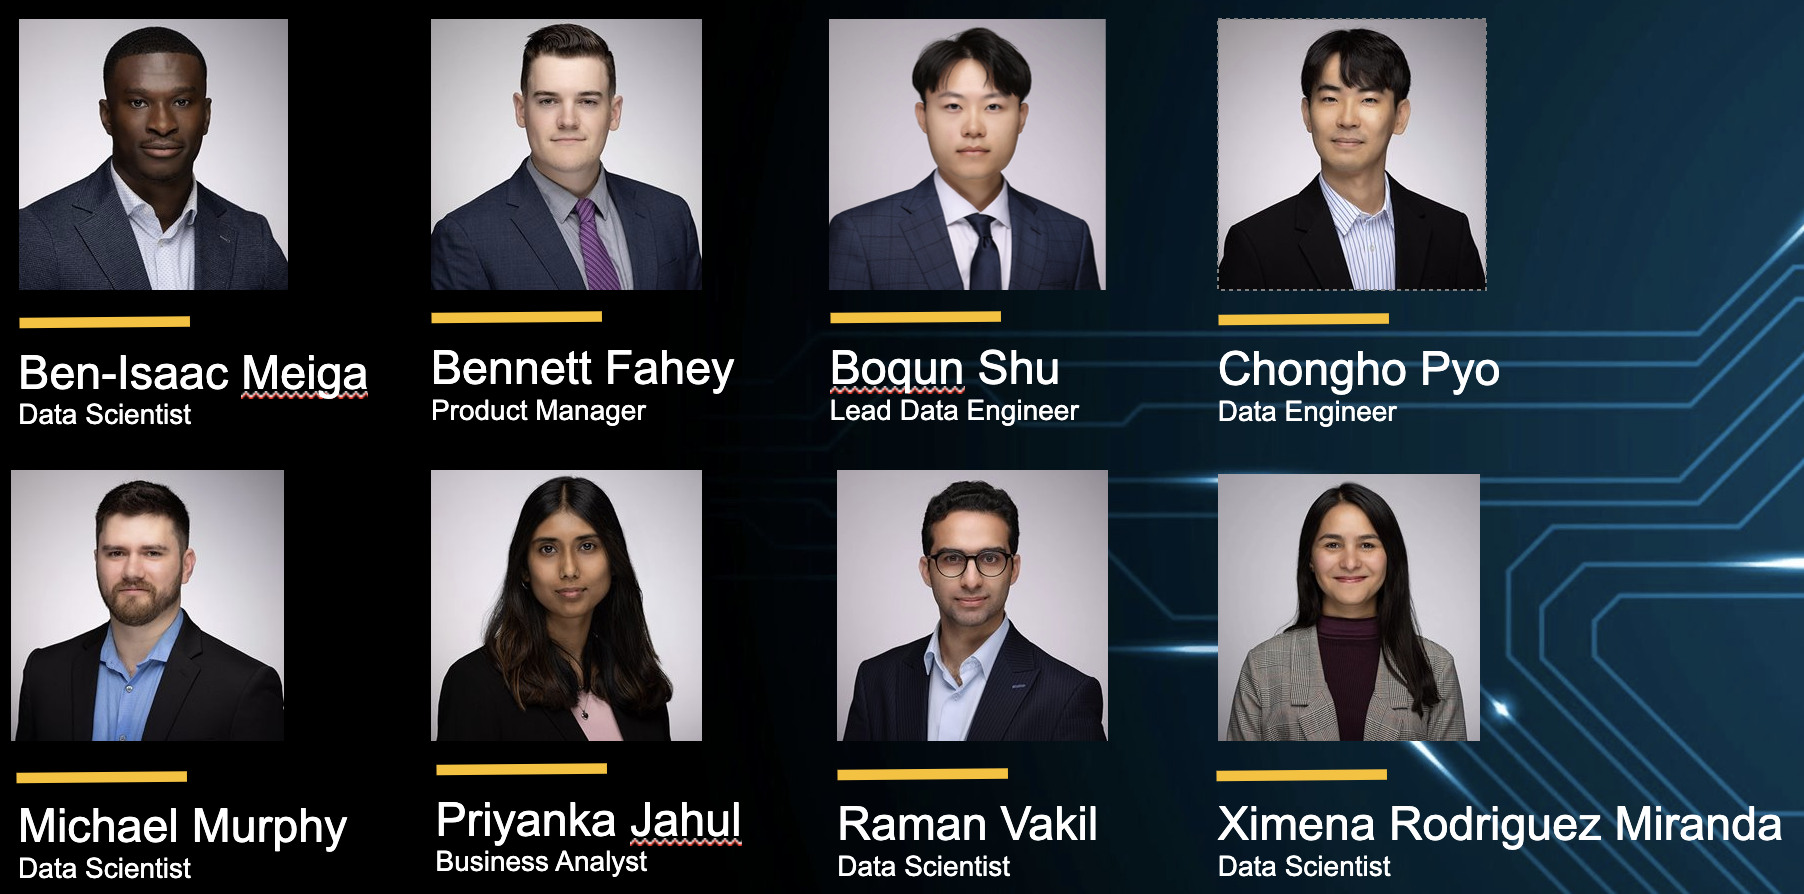 Ben-Isaac Meiga
Data Scientist
Bennett Fahey
Product Manager
Boqun Shu
Lead Data Engineer
Chongho Pyo
Data Engineer
Michael Murphy
Data Scientist
Priyanka Jahul
Business Analyst
Raman Vakil
Data Scientist
Ximena Rodriguez Miranda
Data Scientist